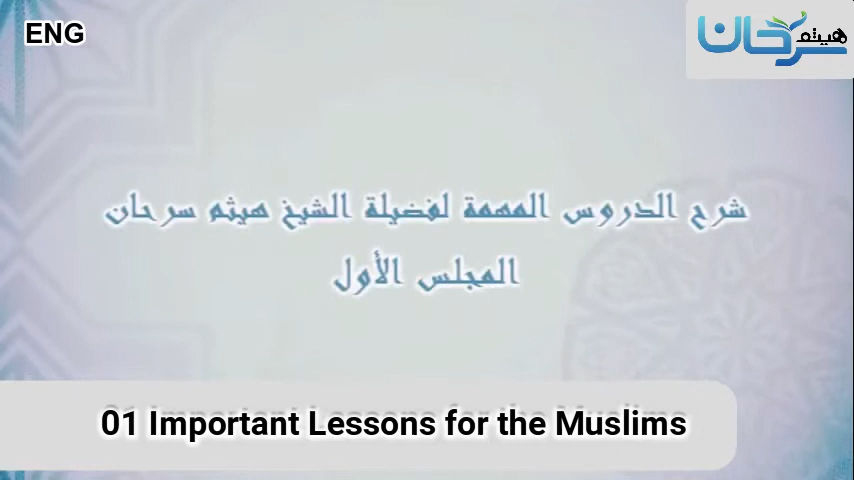 ENG
هيثم سرحان
شرح الدروس المهمة لفضيلة الشيخ هيثم سرحان
المجلس الأول
01 Important Lessons for the Muslims